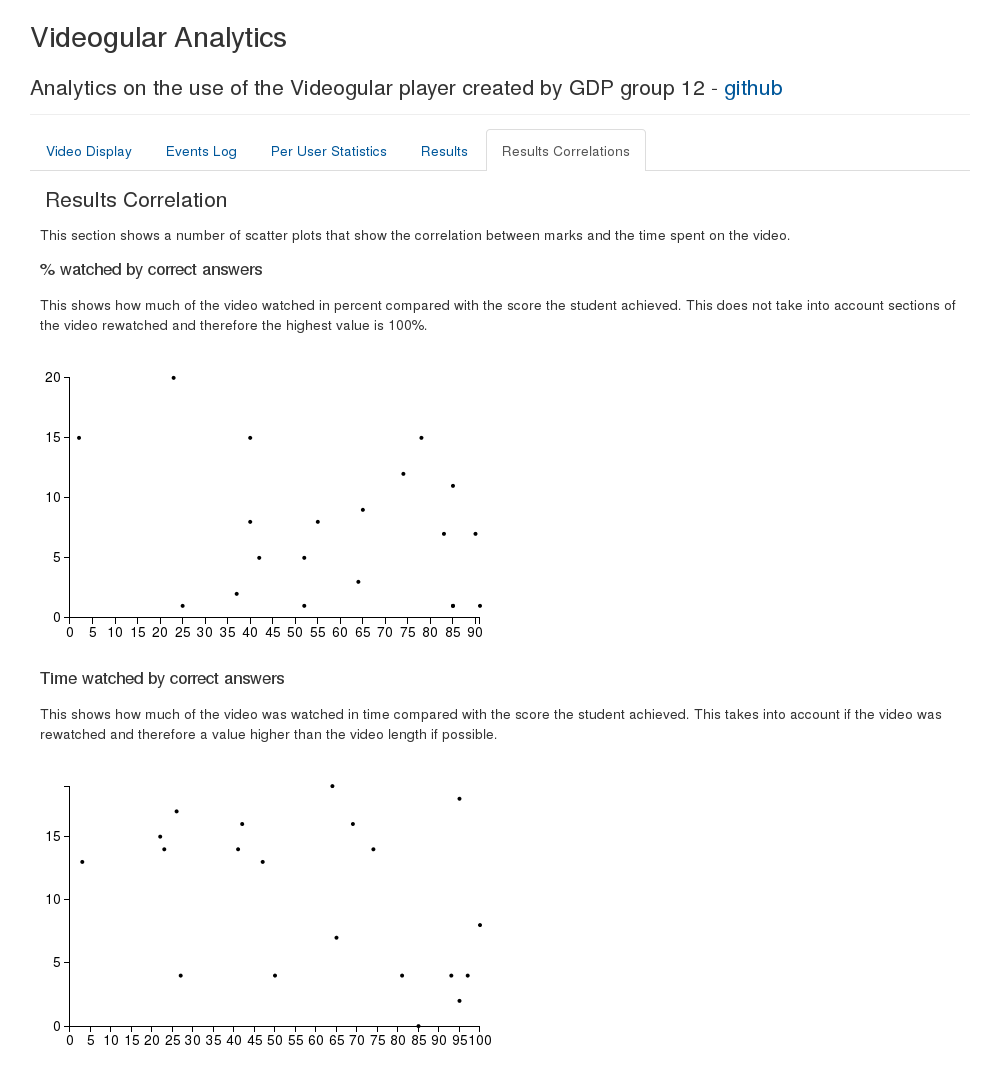 Videogular Analytics
Analytics on the use of the Videogular player created by GDP group 12 - github
Video Display Events Log Per User Statistics Results Results Correlations
Results Correlation
This section shows a number of scatter plots that show the correlation between marks and the time spent on the video.
% watched by correct answers
This shows how much of the video watched in percent compared with the score the student achieved. This does not take into account sections of
the video rewatched and therefore the highest value is 100%.
20
15
10
5
0
0 5 10 15 20 25 30 35 40 45 50 55 60 65 70 75 80 85 90
Time watched by correct answers
This shows how much of the video was watched in time compared with the score the student achieved. This takes into account if the video was
rewatched and therefore a value higher than the video length if possible.
15
10
5
0
0 5 10 15 20 25 30 35 40 45 50 55 60 65 70 75 80 85 90 95 100